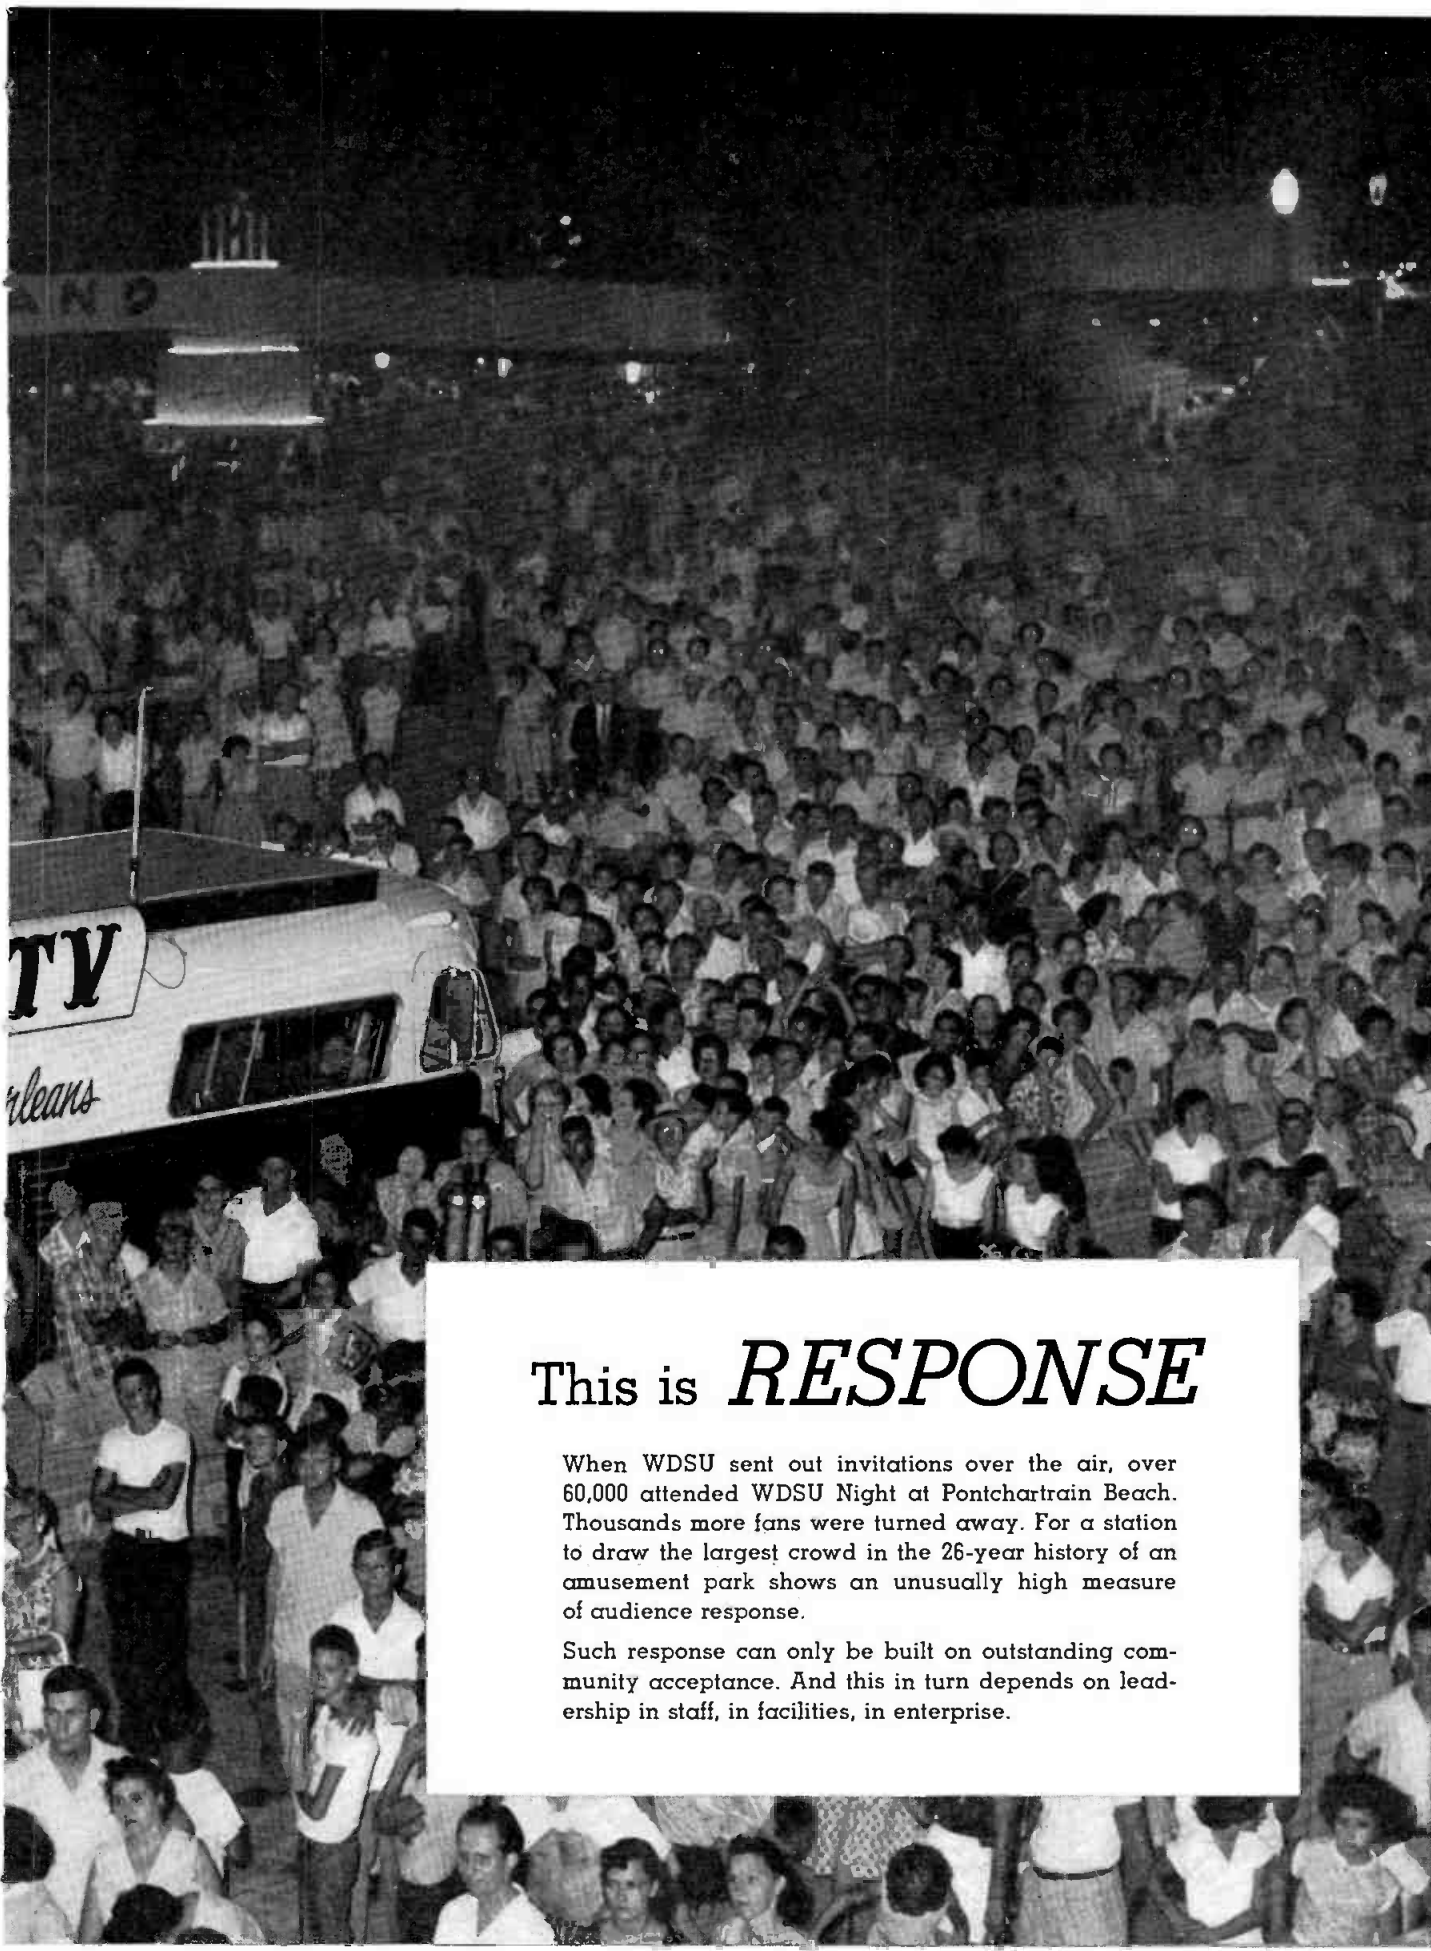 AND
TV
rleans
This is RESPONSE
When WDSU sent out invitations over the air, over
60,000 attended WDSU Night at Pontchartrain Beach.
Thousands more fans were turned away. For a station
to draw the largest crowd in the 26-year history of an
amusement park shows an unusually high measure
of audience response.
Such response can only be built on outstanding com-
munity acceptance. And this in turn depends on lead-
ership in staff, in facilities, in enterprise.